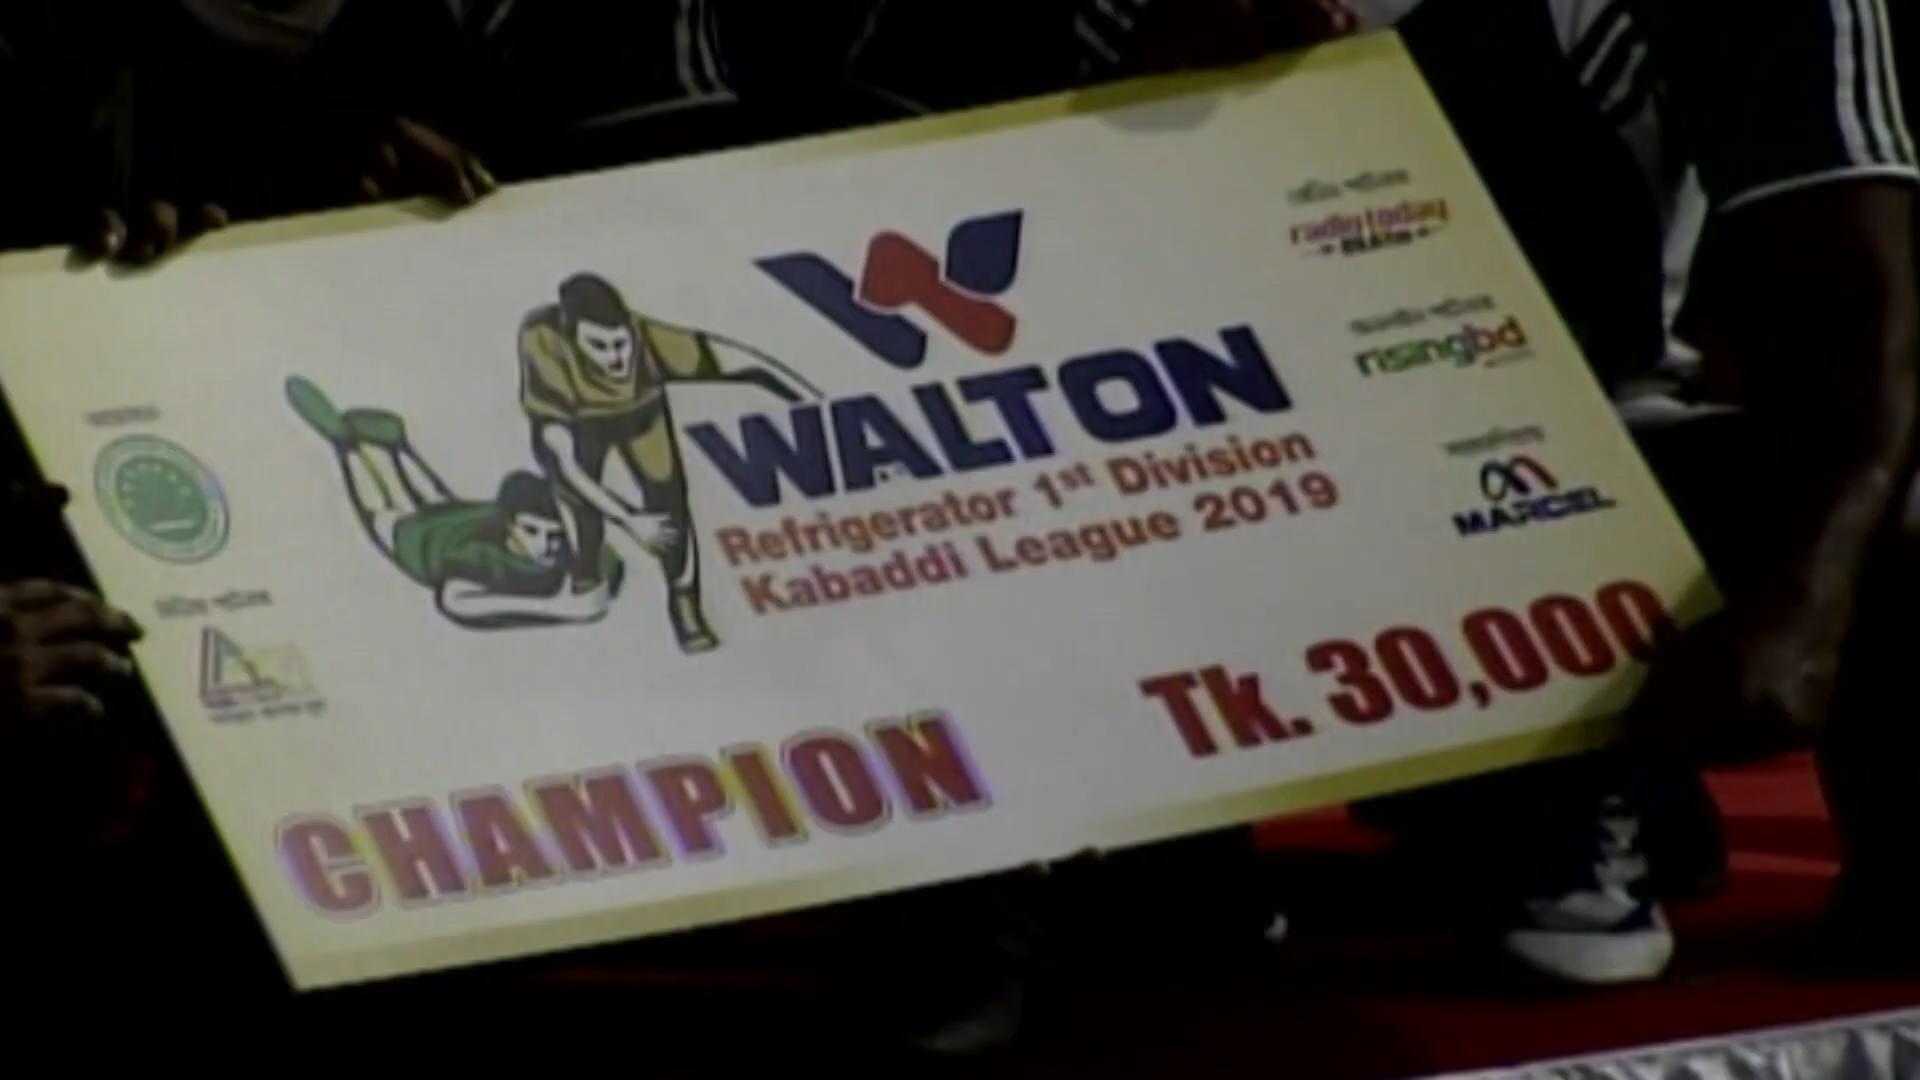 WALTON
Refrigerator 1st Division
Kabaddi League 2019
radio today
risingbd
MARCEL
Tk. 30,000
CHAMPION